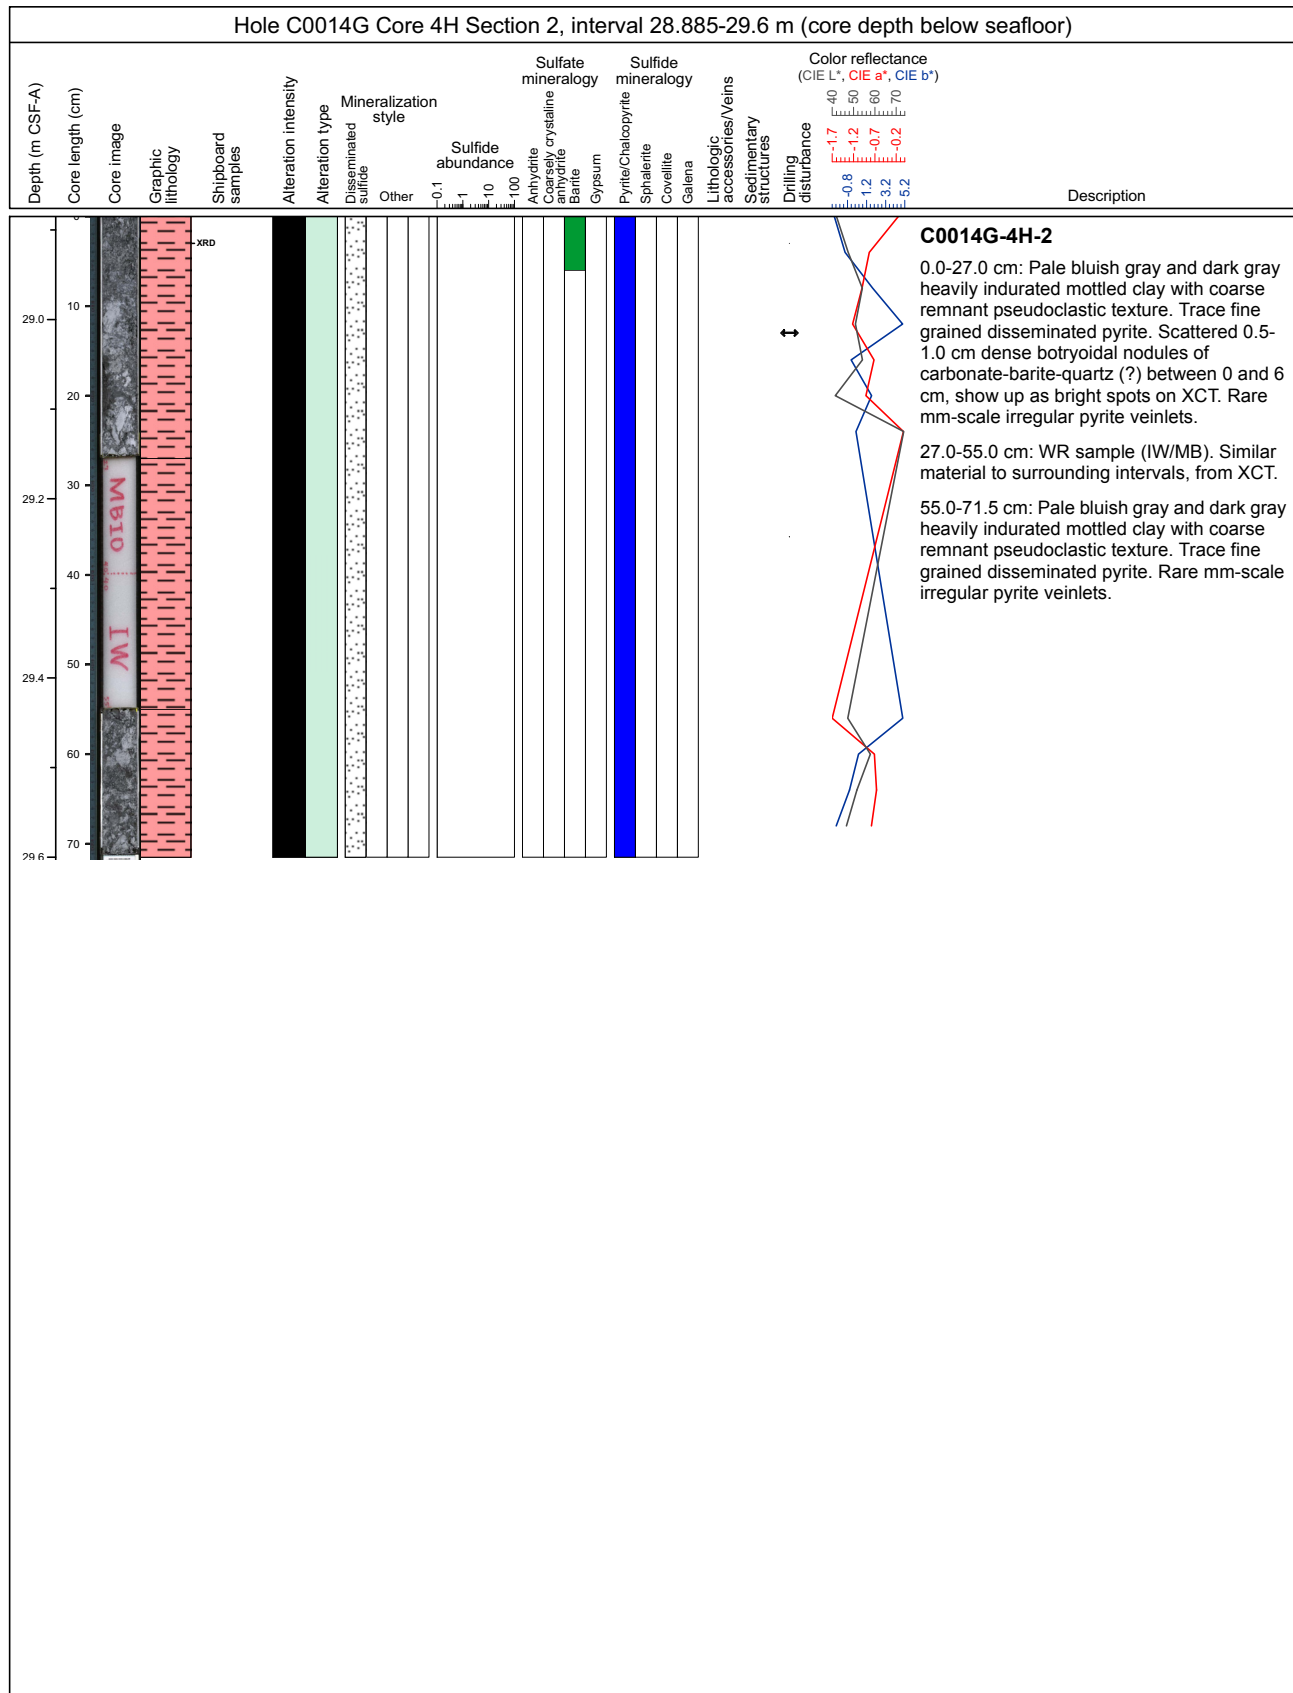 Hole C0014G Core 4H Section 2, interval 28.885-29.6 m (core depth below seafloor)
Depth (m CSF-A)
Core length (cm)
Core image
Graphic
lithology
Shipboard
samples
Alteration intensity
Alteration type
Mineralization
style
Disseminated
sulfide
Other
Sulfide
abundance
0.1
1
10
100
Sulfate
mineralogy
Anhydrite
Coarsely crystaline
anhydrite
Barite
Gypsum
Sulfide
mineralogy
Pyrite/Chalcopyrite
Sphalerite
Covellite
Galena
Lithologic
accessories/Veins
Sedimentary
structures
Drilling
disturbance
Color reflectance
(CIE L*, CIE a*, CIE b*)
40
50
60
70
-1.7
-1.2
-0.7
-0.2
-0.8
1.2
3.2
5.2
Description
0
10
20
30
40
50
60
70
29.0
29.2
29.4
29.6
XRD
MBIO
IW
C0014G-4H-2
0.0-27.0 cm: Pale bluish gray and dark gray
heavily indurated mottled clay with coarse
remnant pseudoclastic texture. Trace fine
grained disseminated pyrite. Scattered 0.5-
1.0 cm dense botryoidal nodules of
carbonate-barite-quartz (?) between 0 and 6
cm, show up as bright spots on XCT. Rare
mm-scale irregular pyrite veinlets.
27.0-55.0 cm: WR sample (IW/MB). Similar
material to surrounding intervals, from XCT.
55.0-71.5 cm: Pale bluish gray and dark gray
heavily indurated mottled clay with coarse
remnant pseudoclastic texture. Trace fine
grained disseminated pyrite. Rare mm-scale
irregular pyrite veinlets.